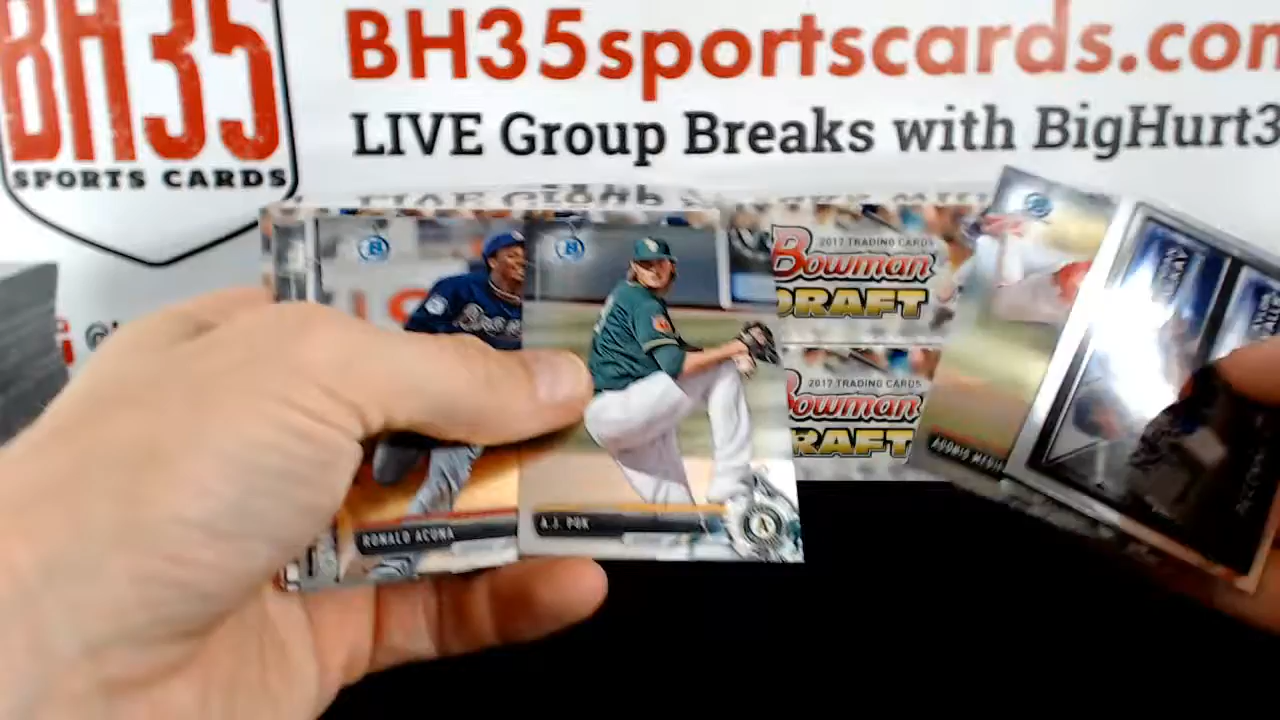 BH35
SPORTS CARDS
BH35sportscards.com
LIVE Group Breaks with BigHurt3
2017 TRADING CARDS
Bowman
DRAFT
2017 TRADING CARDS
Bowman
DRAFT
RONALD ACUNA
A.J. PUK
A
B
B